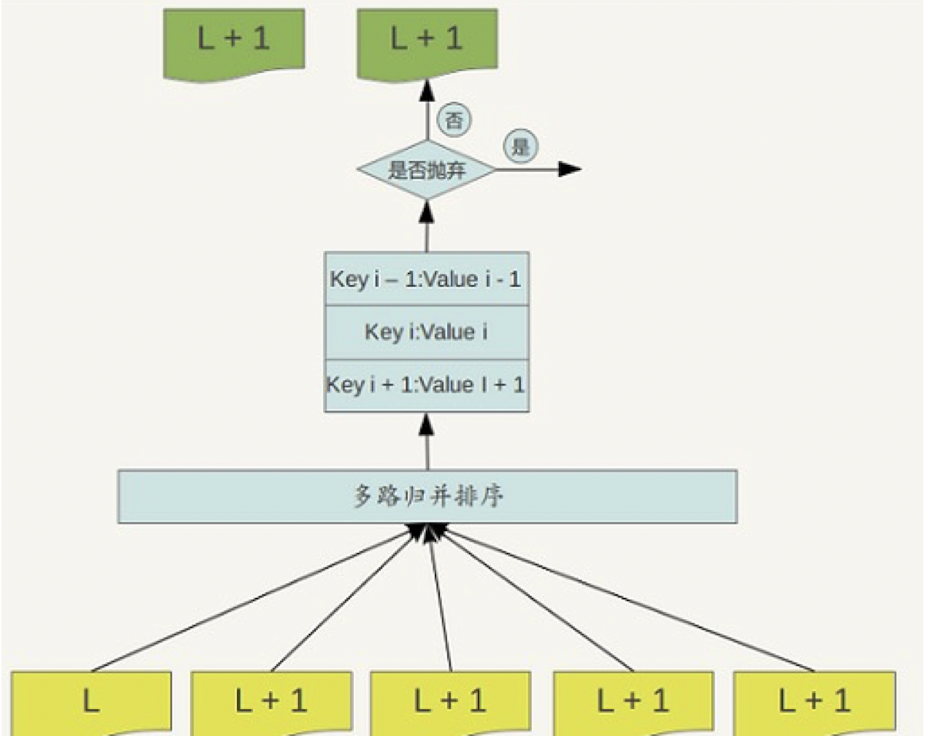 L + 1
L + 1
否
是
是否抛弃
Key i – 1:Value i - 1
Key i:Value i
Key i + 1:Value I + 1
多路归并排序
L
L + 1
L + 1
L + 1
L + 1